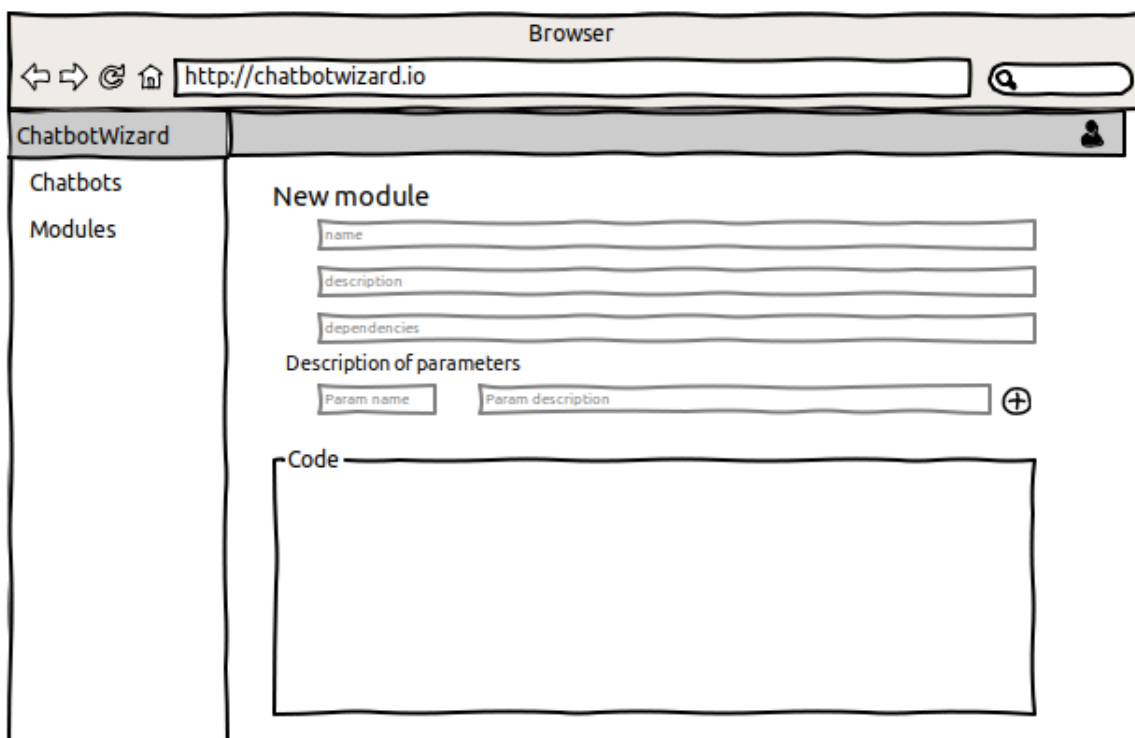 Browser
http://chatbotwizard.io
ChatbotWizard
Chatbots
Modules
New module
name
description
dependencies
Description of parameters
Param name Param description
Code